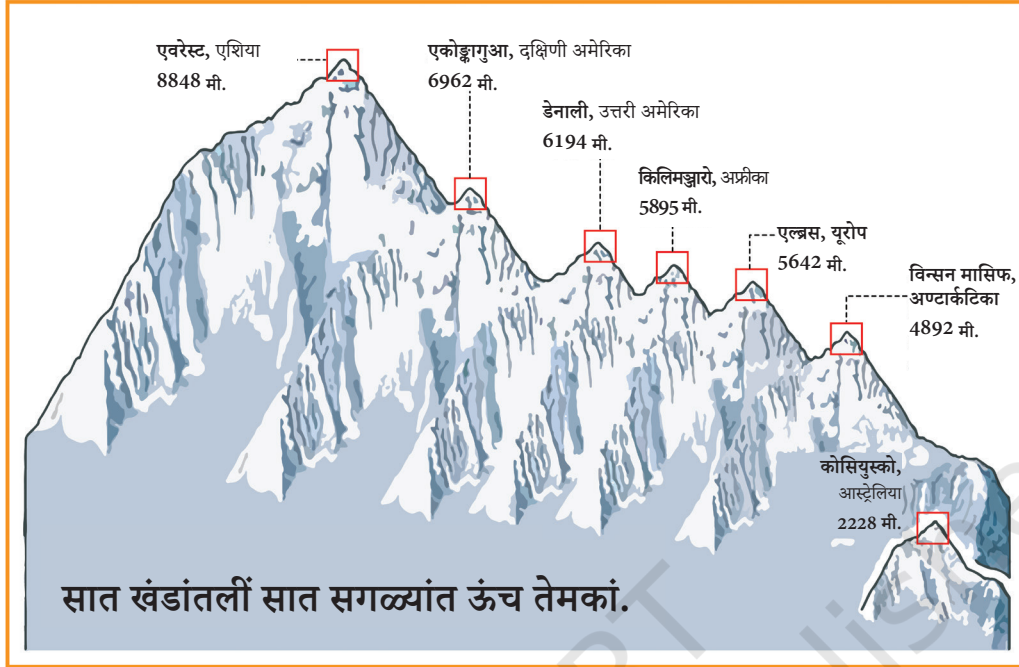 एवरेस्ट, एशिया
8848 मी.
एकोङ्कागुआ, दक्षिणी अमेरिका
6962 मी.
डेनाली, उत्तरी अमेरिका
6194 मी.
किलिमञ्जारो, अफ्रीका
5895 मी.
एल्ब्रस, यूरोप
5642 मी.
विन्सन मासिफ,
अण्टार्कटिका
4892 मी.
कोसियुस्को,
आस्ट्रेलिया
2228 मी.
सात खंडांतलीं सात सगळ्यांत ऊंच तेमकां.